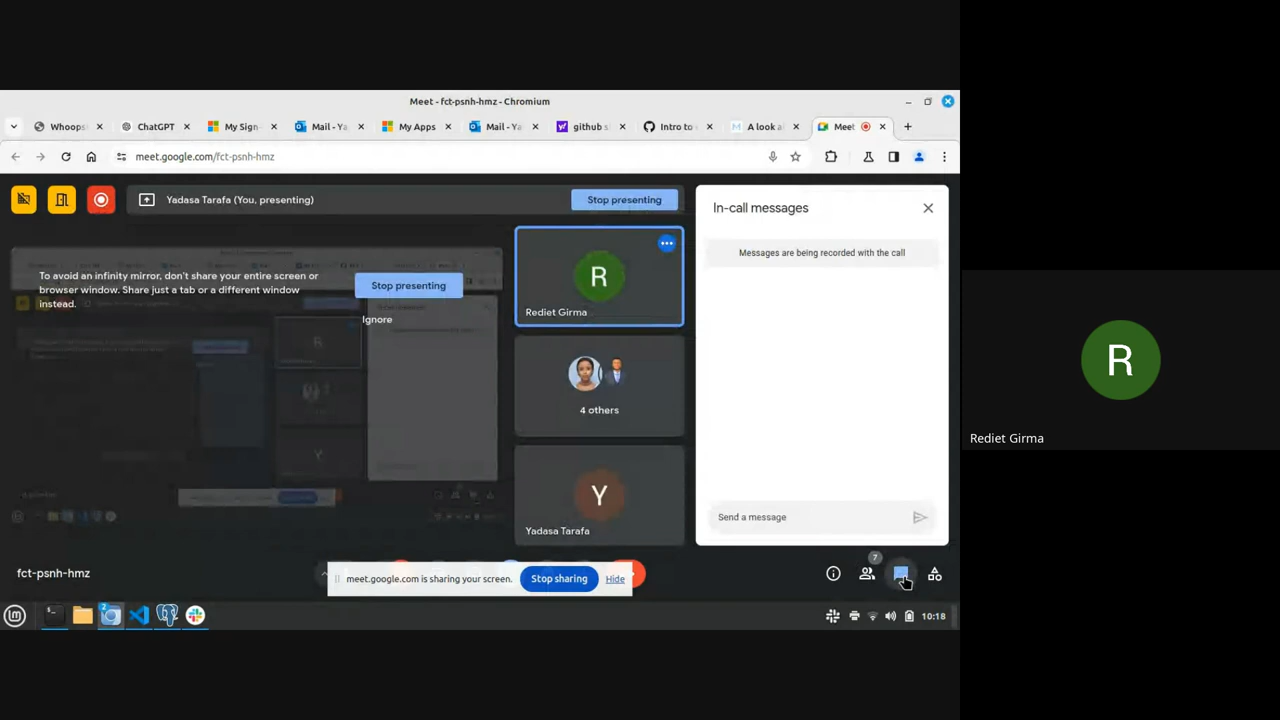 Meet - fct-psnh-hmz - Chromium
Whoops
ChatGPT
My Sign-
Mail - Ya
My Apps
Mail - Ya
github s
Intro to
A look a
Meet
meet.google.com/fct-psnh-hmz
Yadasa Tarafa (You, presenting)
Stop presenting
To avoid an infinity mirror, don't share your entire screen or
browser window. Share just a tab or a different window
instead.
Stop presenting
Ignore
R
Rediet Girma
4 others
Y
Yadasa Tarafa
In-call messages
Messages are being recorded with the call
Send a message
fct-psnh-hmz
meet.google.com is sharing your screen.
Stop sharing
Hide
7
10:18
R
Rediet Girma